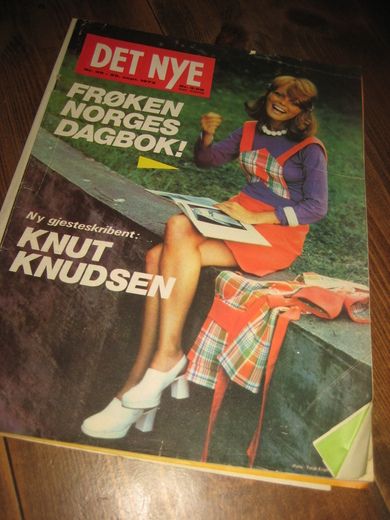 DET NYE
FRØKEN
NORGES
DAGBOK!
Ny gjesteskribent:
KNUT
KNUDSEN